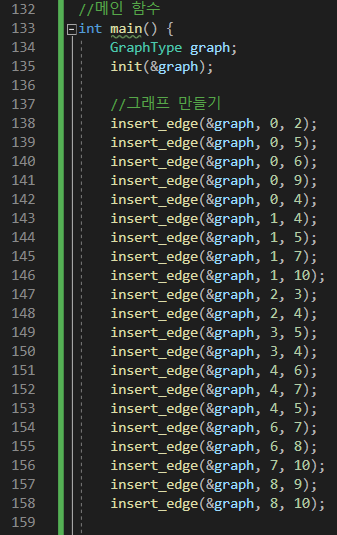 132 //메인 함수
133 int main() {
134 GraphType graph;
135 init(&graph);
136
137 //그래프 만들기
138 insert_edge(&graph, 0, 2);
139 insert_edge(&graph, 0, 5);
140 insert_edge(&graph, 0, 6);
141 insert_edge(&graph, 0, 9);
142 insert_edge(&graph, 0, 4);
143 insert_edge(&graph, 1, 4);
144 insert_edge(&graph, 1, 5);
145 insert_edge(&graph, 1, 7);
146 insert_edge(&graph, 1, 10);
147 insert_edge(&graph, 2, 3);
148 insert_edge(&graph, 2, 4);
149 insert_edge(&graph, 3, 5);
150 insert_edge(&graph, 3, 4);
151 insert_edge(&graph, 4, 6);
152 insert_edge(&graph, 4, 7);
153 insert_edge(&graph, 4, 5);
154 insert_edge(&graph, 6, 7);
155 insert_edge(&graph, 6, 8);
156 insert_edge(&graph, 7, 10);
157 insert_edge(&graph, 8, 9);
158 insert_edge(&graph, 8, 10);
159